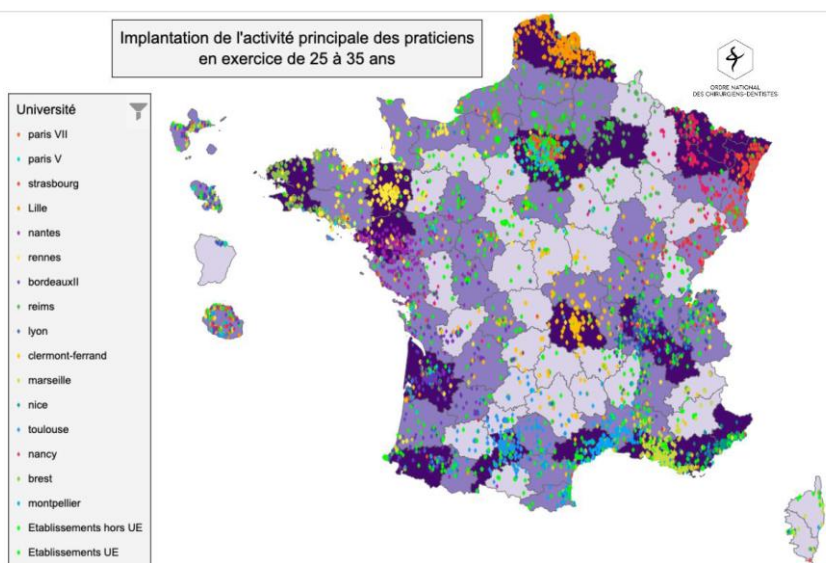 Implantation de l'activité principale des praticiens
en exercice de 25 à 35 ans
ORDRE NATIONAL
DES CHIRURGIENS-DENTISTES
Université
paris VII
paris V
strasbourg
Lille
nantes
rennes
bordeauxII
reims
lyon
clermont-ferrand
marseille
nice
toulouse
nancy
brest
montpellier
Etablissements hors UE
Etablissements UE